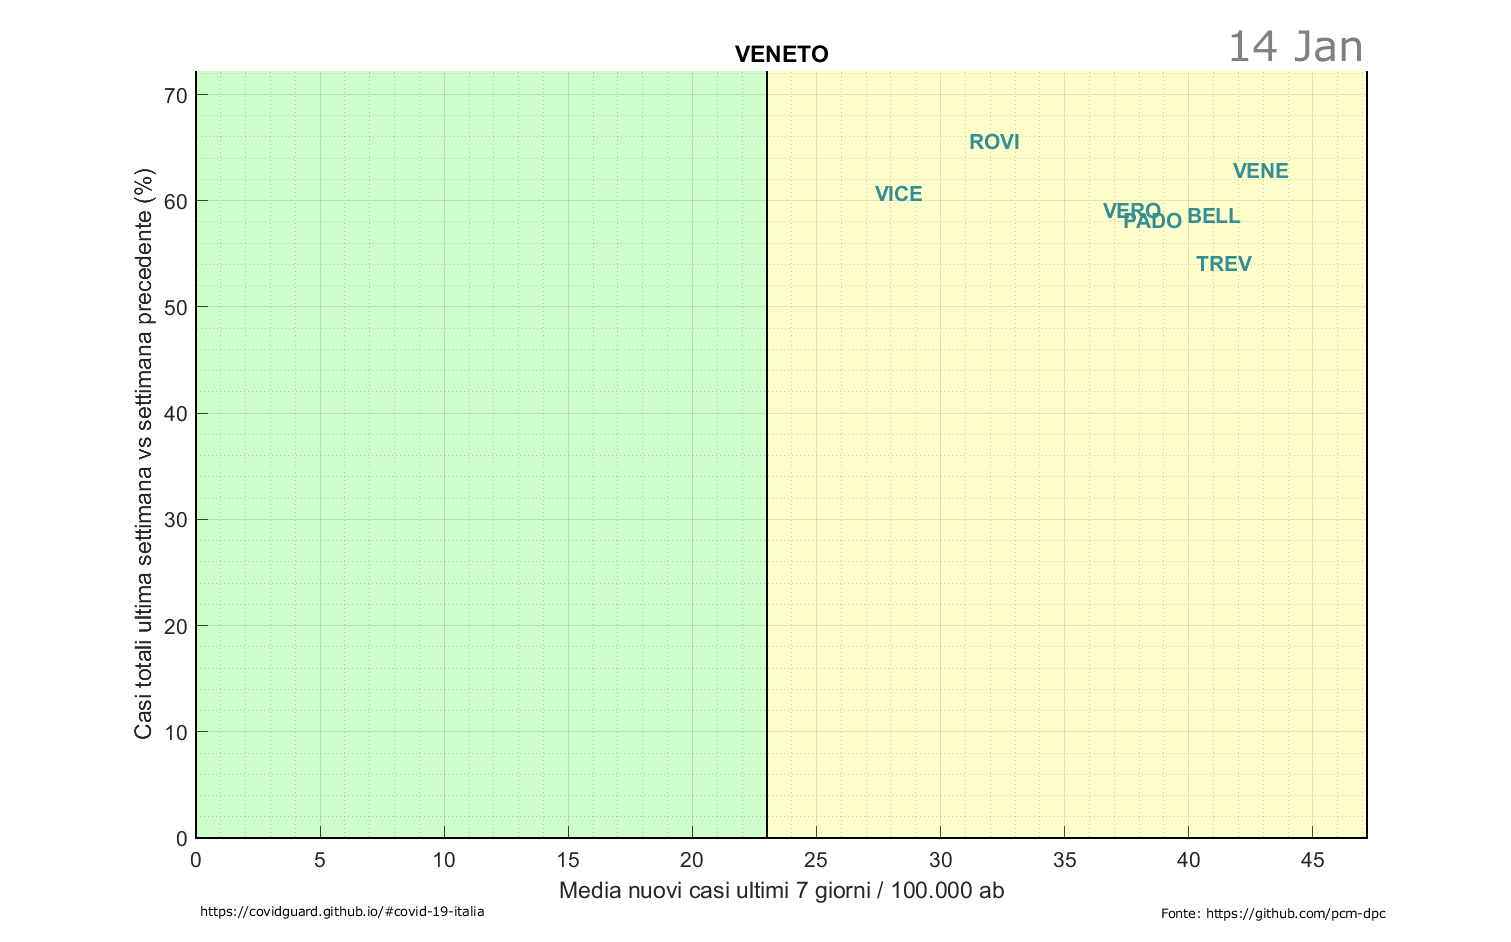 14 Jan
VENETO
70
60
50
40
30
20
10
0
Casi totali ultima settimana vs settimana precedente (%)
ROVI
VENE
VICE
VERO
PADO
BELL
TREV
0 5 10 15 20 25 30 35 40 45
Media nuovi casi ultimi 7 giorni / 100.000 ab
https://covidguard.github.io/#covid-19-italia
Fonte: https://github.com/pcm-dpc